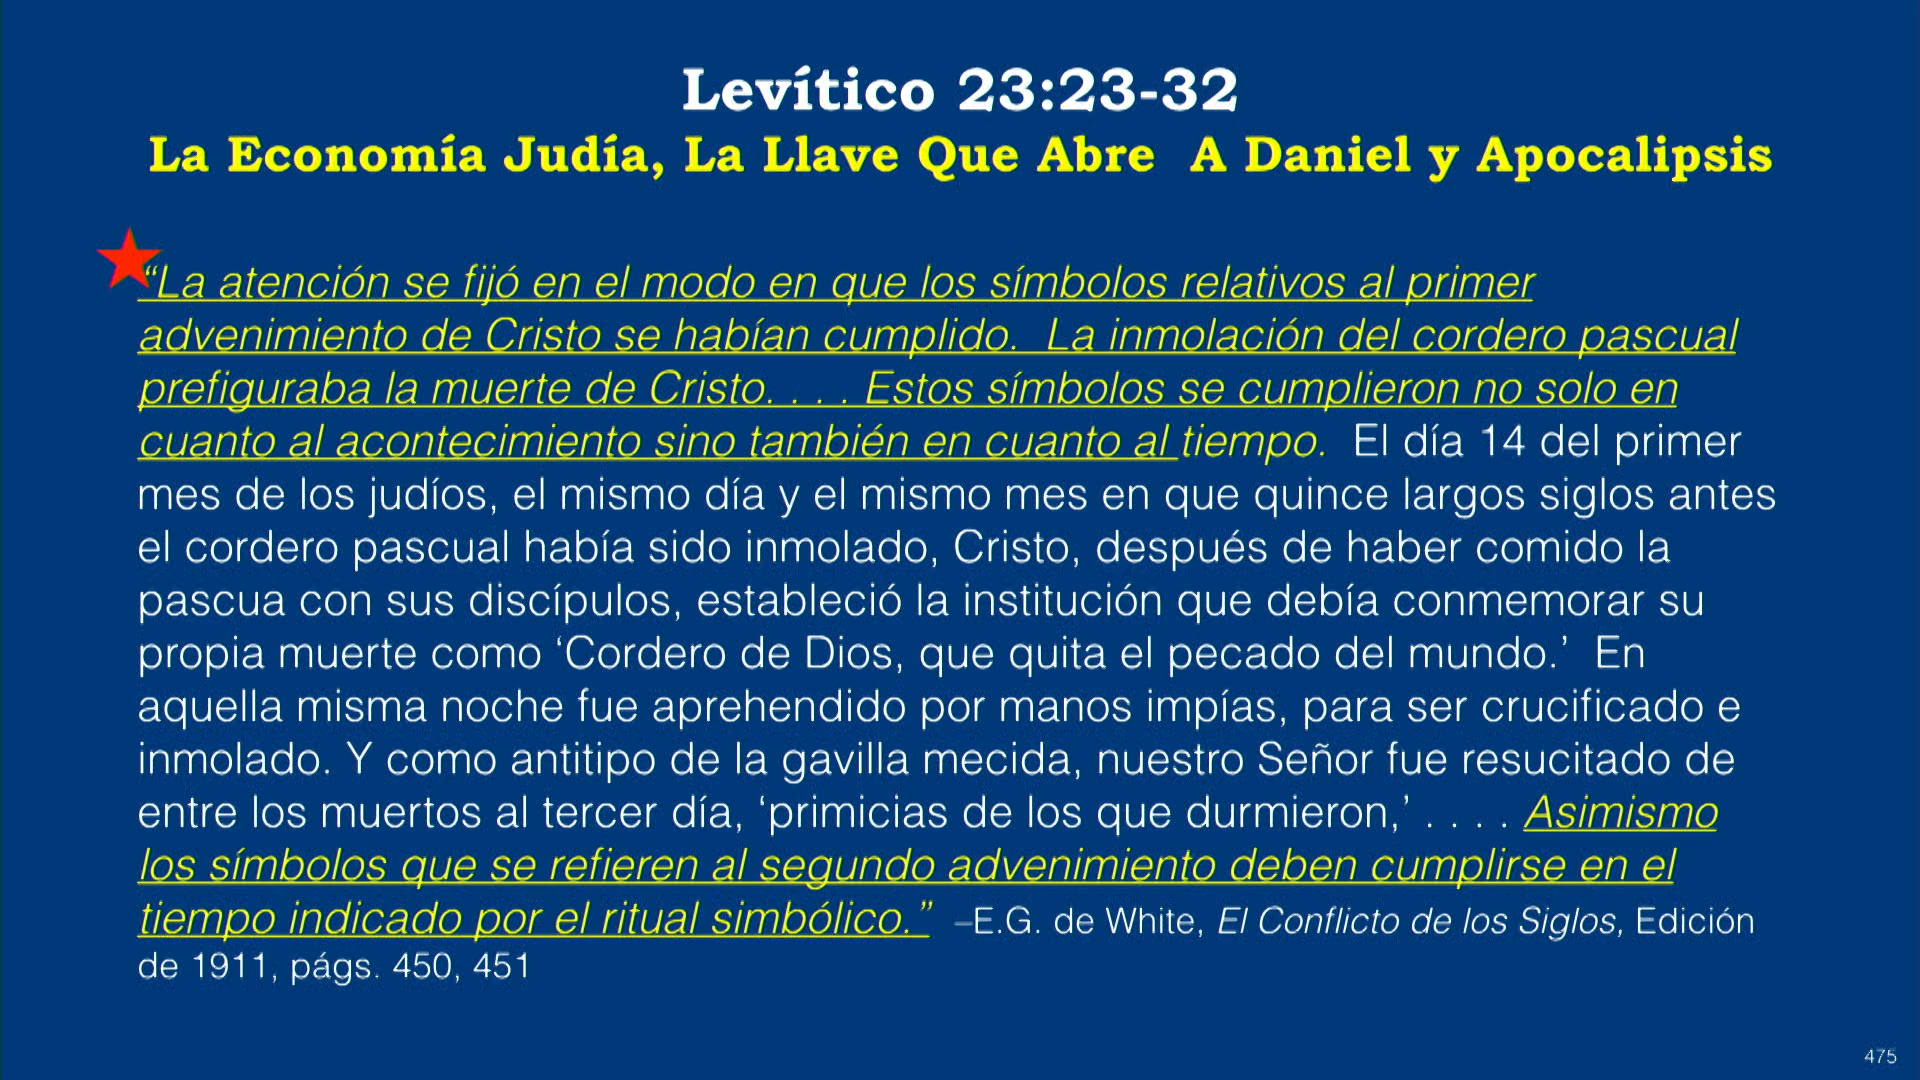 Levítico 23:23-32
La Economía Judía, La Llave Que Abre  A Daniel y Apocalipsis
“La atención se fijó en el modo en que los símbolos relativos al primer
advenimiento de Cristo se habían cumplido.  La inmolación del cordero pascual
prefiguraba la muerte de Cristo. . . . Estos símbolos se cumplieron no solo en
cuanto al acontecimiento sino también en cuanto al tiempo.  El día 14 del primer
mes de los judíos, el mismo día y el mismo mes en que quince largos siglos antes
el cordero pascual había sido inmolado, Cristo, después de haber comido la
pascua con sus discípulos, estableció la institución que debía conmemorar su
propia muerte como ‘Cordero de Dios, que quita el pecado del mundo.’  En
aquella misma noche fue aprehendido por manos impías, para ser crucificado e
inmolado. Y como antitipo de la gavilla mecida, nuestro Señor fue resucitado de
entre los muertos al tercer día, ‘primicias de los que durmieron,’ . . . . Asimismo
los símbolos que se refieren al segundo advenimiento deben cumplirse en el
tiempo indicado por el ritual simbólico.”  –E.G. de White, El Conflicto de los Siglos, Edición
de 1911, págs. 450, 451
475